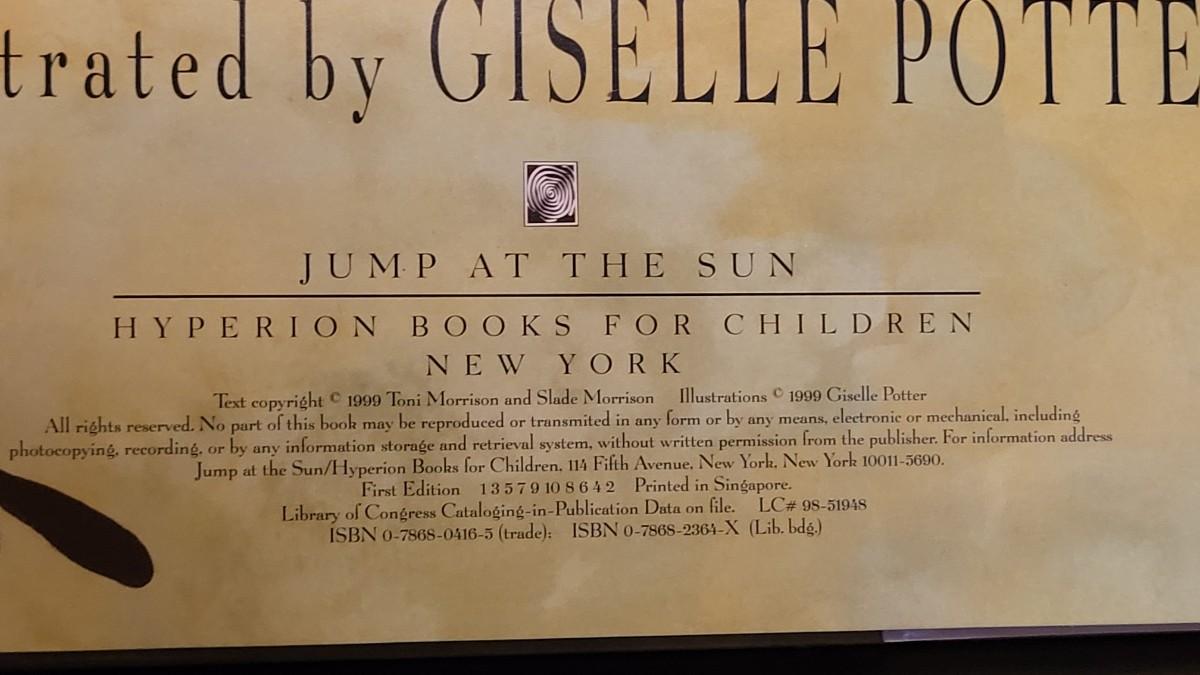 trated by GISELLE POTTE
JUMP AT THE SUN
HYPERION BOOKS FOR CHILDREN
NEW YORK
Text copyright © 1999 Toni Morrison and Slade Morrison Illustrations © 1999 Giselle Potter
All rights reserved. No part of this book may be reproduced or transmited in any form or by any means, electronic or mechanical, including
photocopying, recording, or by any information storage and retrieval system, without written permission from the publisher. For information address
Jump at the Sun/Hyperion Books for Children, 114 Fifth Avenue, New York, New York 10011-5690.
First Edition 1 3 5 7 9 10 8 6 4 2 Printed in Singapore.
Library of Congress Cataloging-in-Publication Data on file. LC# 98-51948
ISBN 0-7868-0416-5 (trade); ISBN 0-7868-2364-X (Lib. bdg.)